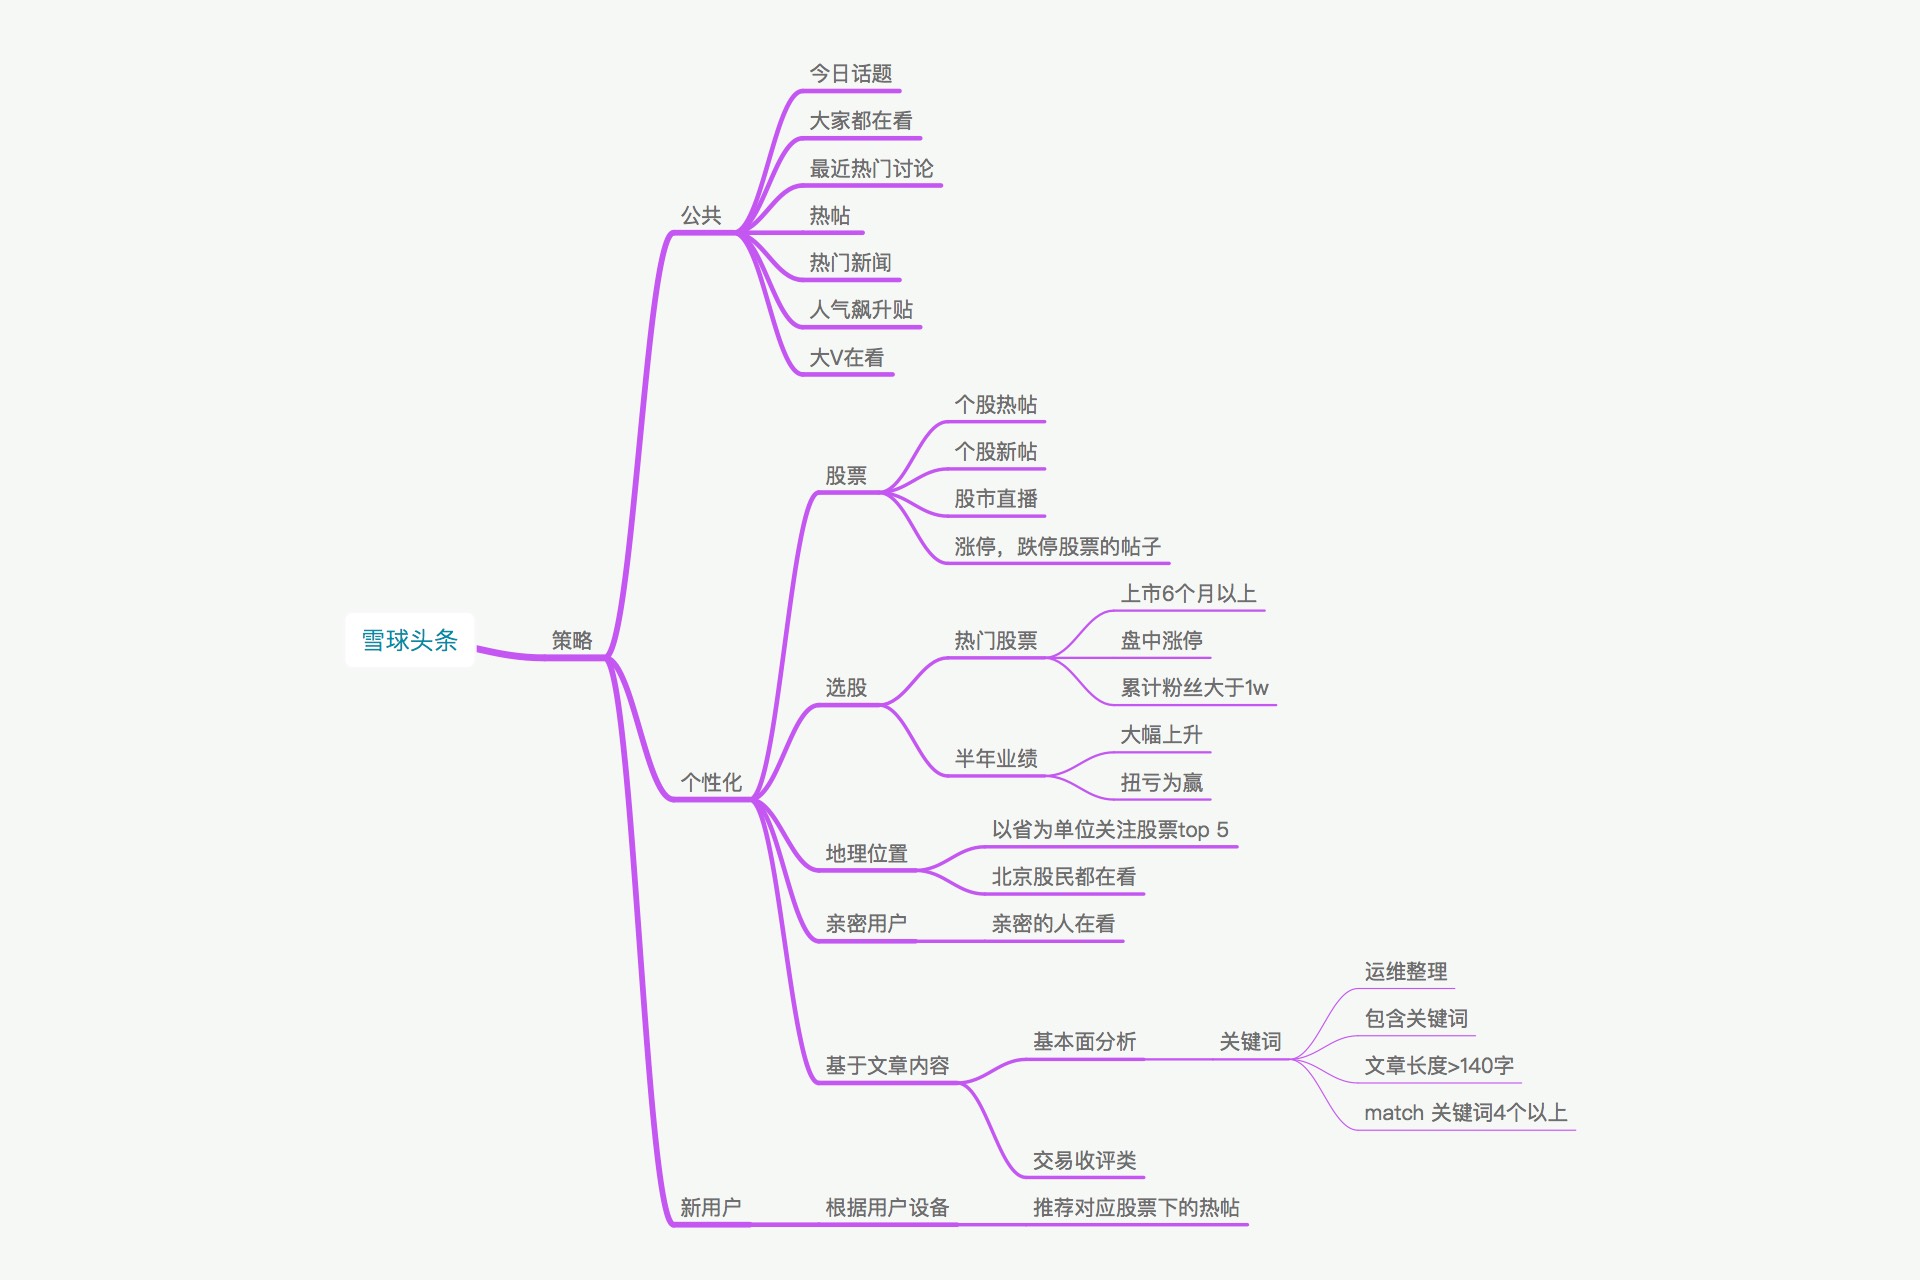 雪球头条
策略
公共
今日话题
大家都在看
最近热门讨论
热帖
热门新闻
人气飙升贴
大V在看
个性化
股票
个股热帖
个股新帖
股市直播
涨停，跌停股票的帖子
选股
热门股票
上市6个月以上
盘中涨停
累计粉丝大于1w
半年业绩
大幅上升
扭亏为赢
地理位置
以省为单位关注股票top 5
北京股民都在看
亲密用户
亲密的人在看
基于文章内容
基本面分析
关键词
运维整理
包含关键词
文章长度>140字
match 关键词4个以上
交易收评类
新用户
根据用户设备
推荐对应股票下的热帖